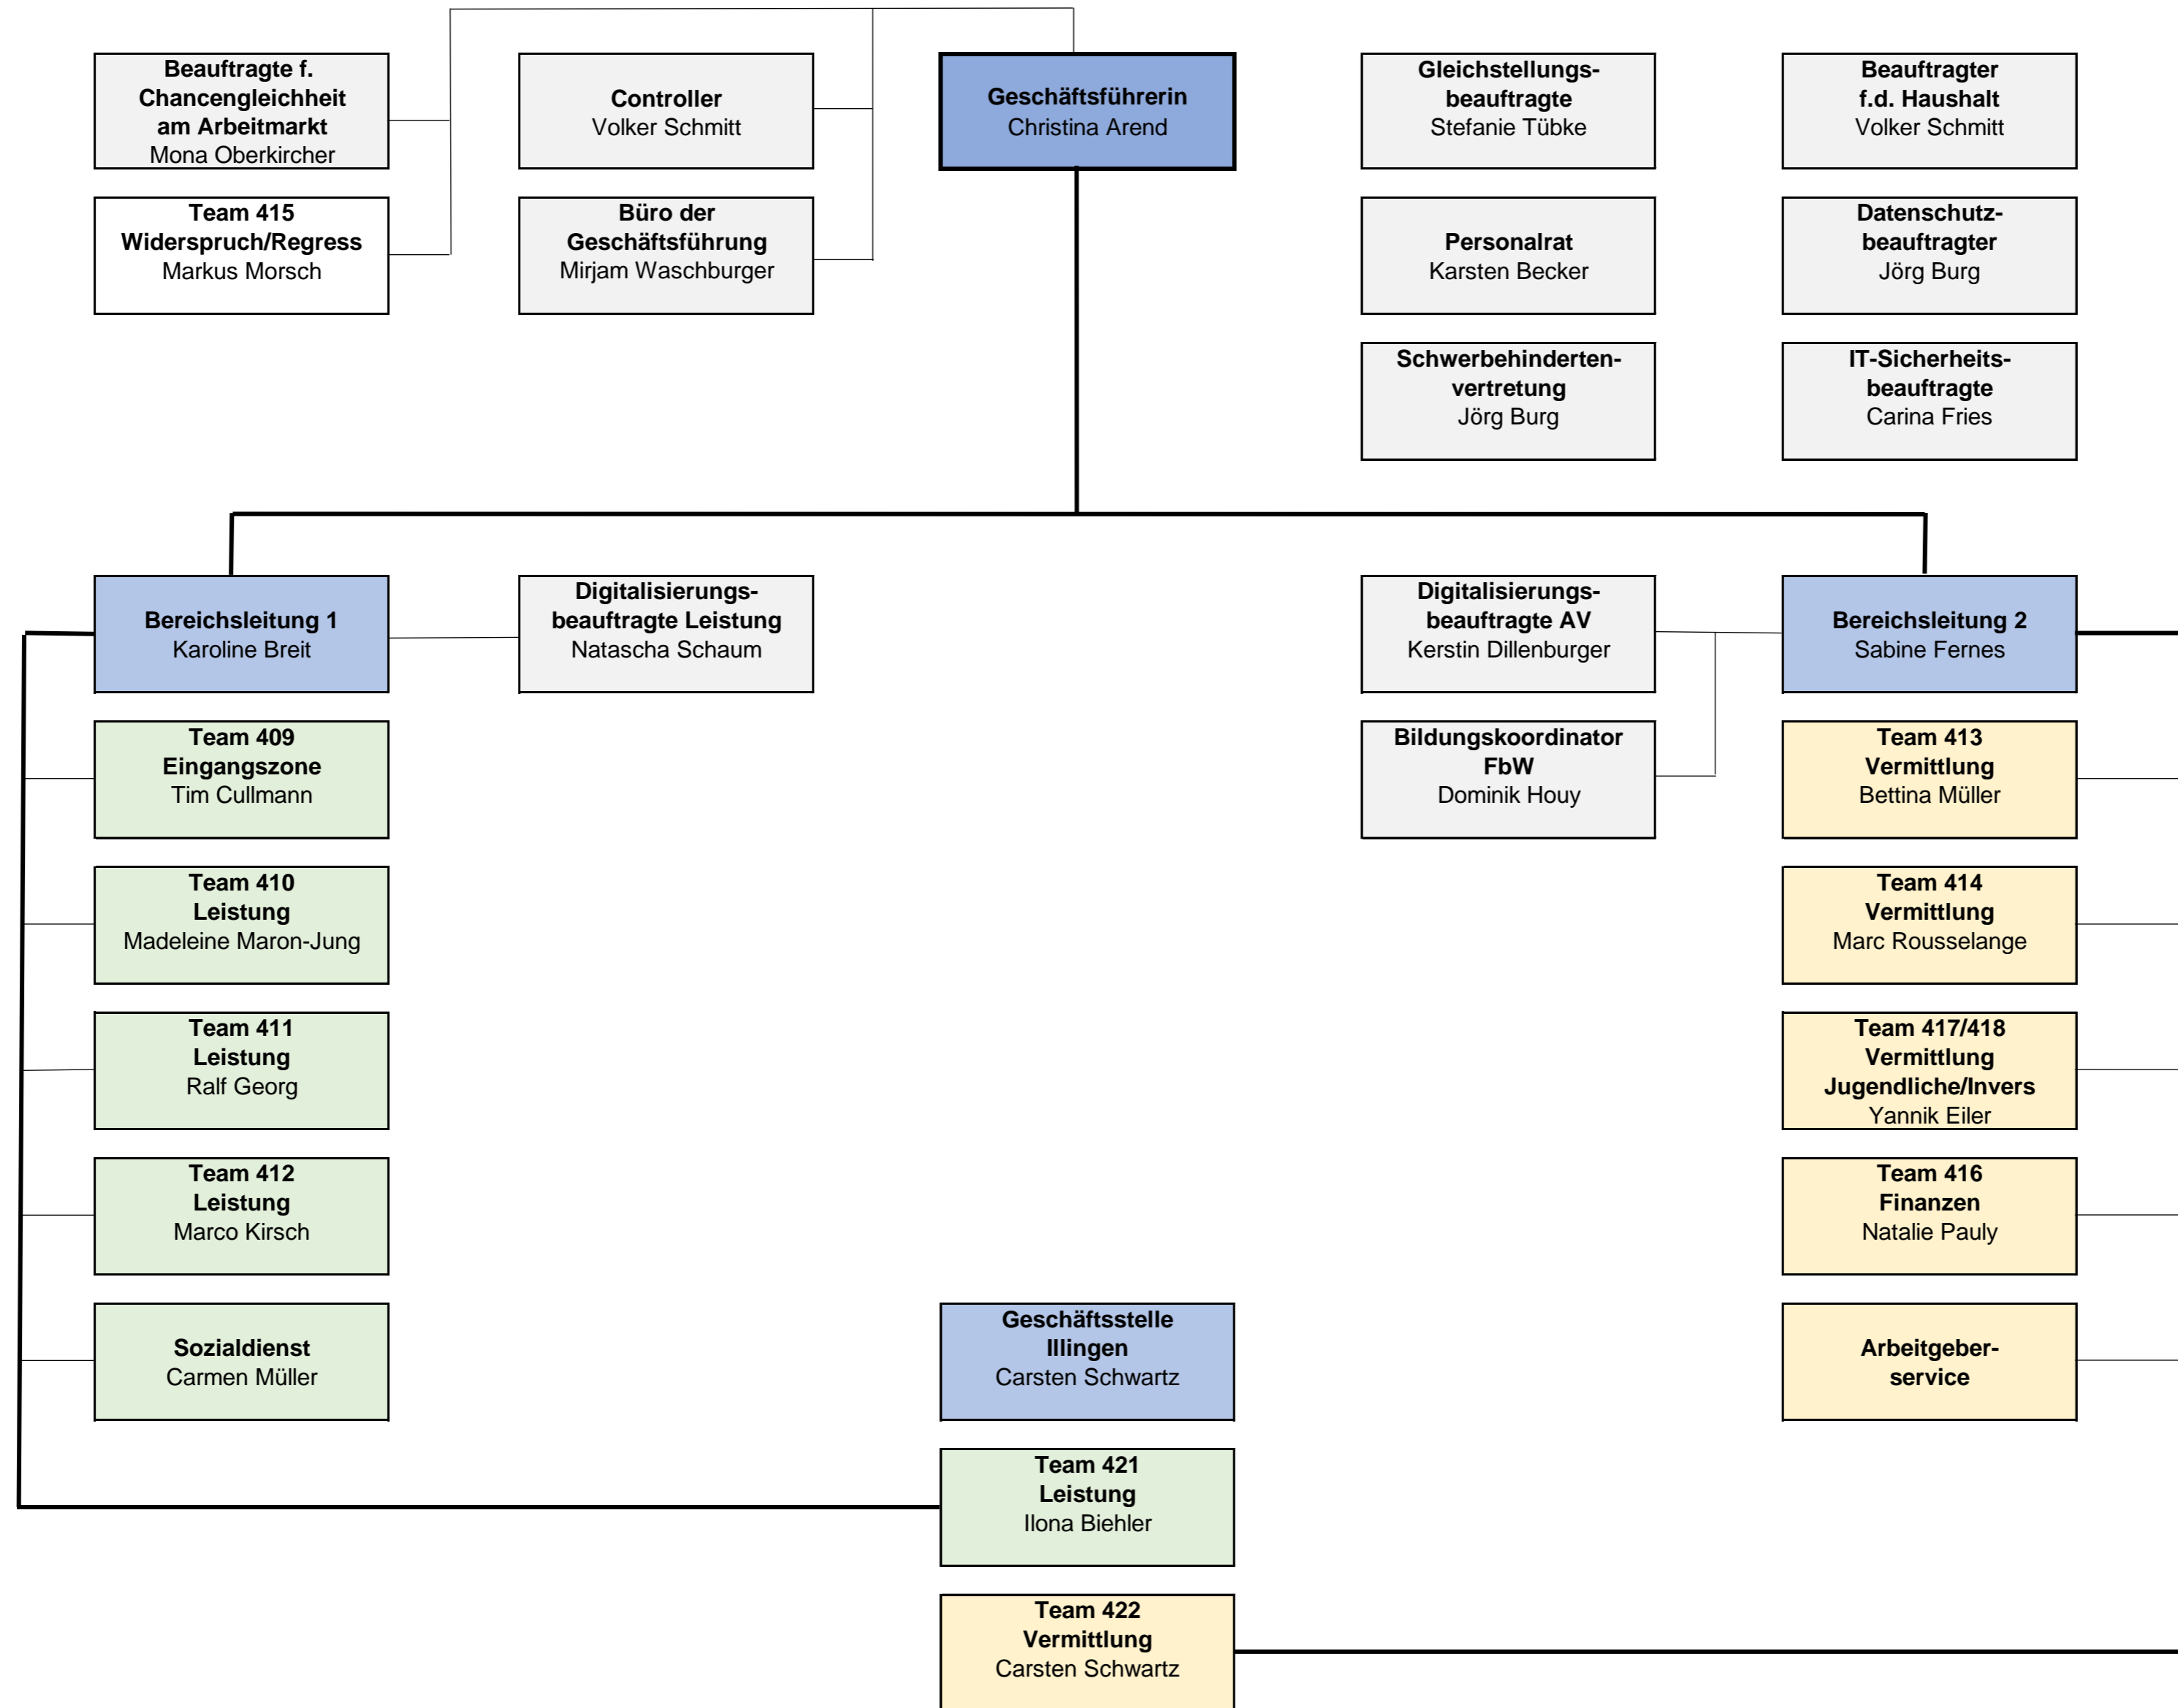 Beauftragte f.
Chancengleichheit
am Arbeitmarkt
Mona Oberkircher
Controller
Volker Schmitt
Geschäftsführerin
Christina Arend
Gleichstellungs-
beauftragte
Stefanie Tübke
Beauftragter
f.d. Haushalt
Volker Schmitt
Team 415
Widerspruch/Regress
Markus Morsch
Büro der
Geschäftsführung
Mirjam Waschburger
Personalrat
Karsten Becker
Datenschutz-
beauftragter
Jörg Burg
Schwerbehinderten-
vertretung
Jörg Burg
IT-Sicherheits-
beauftragte
Carina Fries
Bereichsleitung 1
Karoline Breit
Digitalisierungs-
beauftragte Leistung
Natascha Schaum
Digitalisierungs-
beauftragte AV
Kerstin Dillenburger
Bereichsleitung 2
Sabine Fernes
Team 409
Eingangszone
Tim Cullmann
Bildungskoordinator
FbW
Dominik Houy
Team 413
Vermittlung
Bettina Müller
Team 410
Leistung
Madeleine Maron-Jung
Team 414
Vermittlung
Marc Rousselange
Team 411
Leistung
Ralf Georg
Team 417/418
Vermittlung
Jugendliche/Invers
Yannik Eiler
Team 412
Leistung
Marco Kirsch
Team 416
Finanzen
Natalie Pauly
Sozialdienst
Carmen Müller
Geschäftsstelle
Illingen
Carsten Schwartz
Arbeitgeber-
service
Team 421
Leistung
Ilona Biehler
Team 422
Vermittlung
Carsten Schwartz